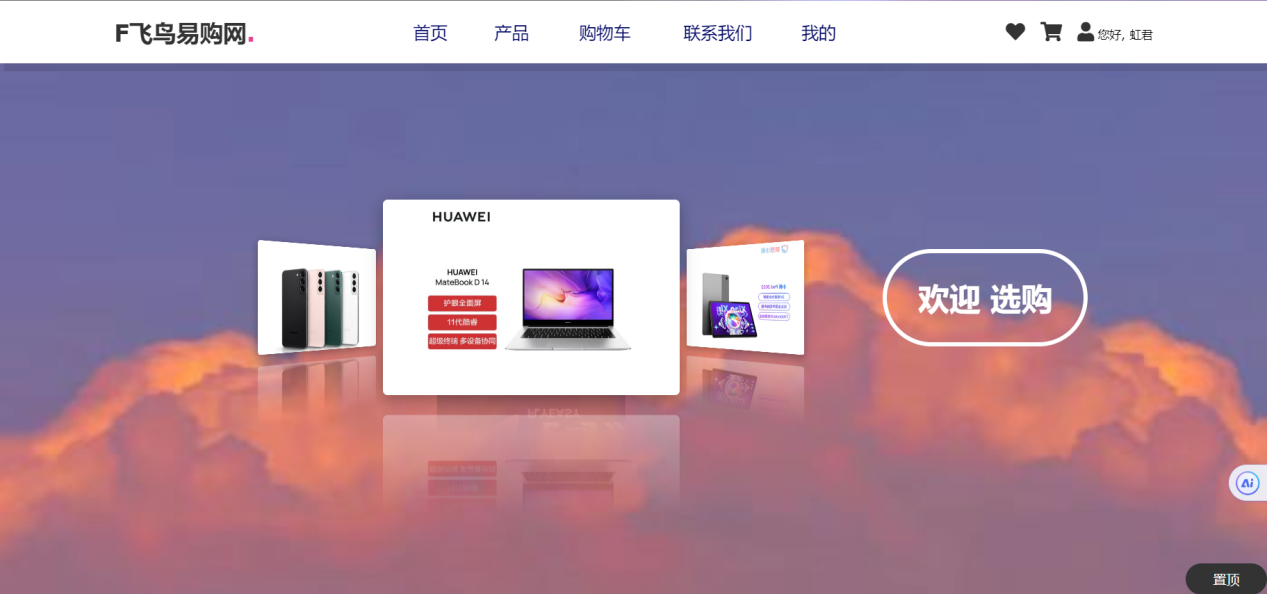 F飞鸟易购网.
首页 产品 购物车 联系我们 我的
您好, 虹君
HUAWEI
HUAWEI
MateBook D 14
护眼全面屏
11代酷睿
超级终端 多设备协同
欢迎 选购
Ai
置顶